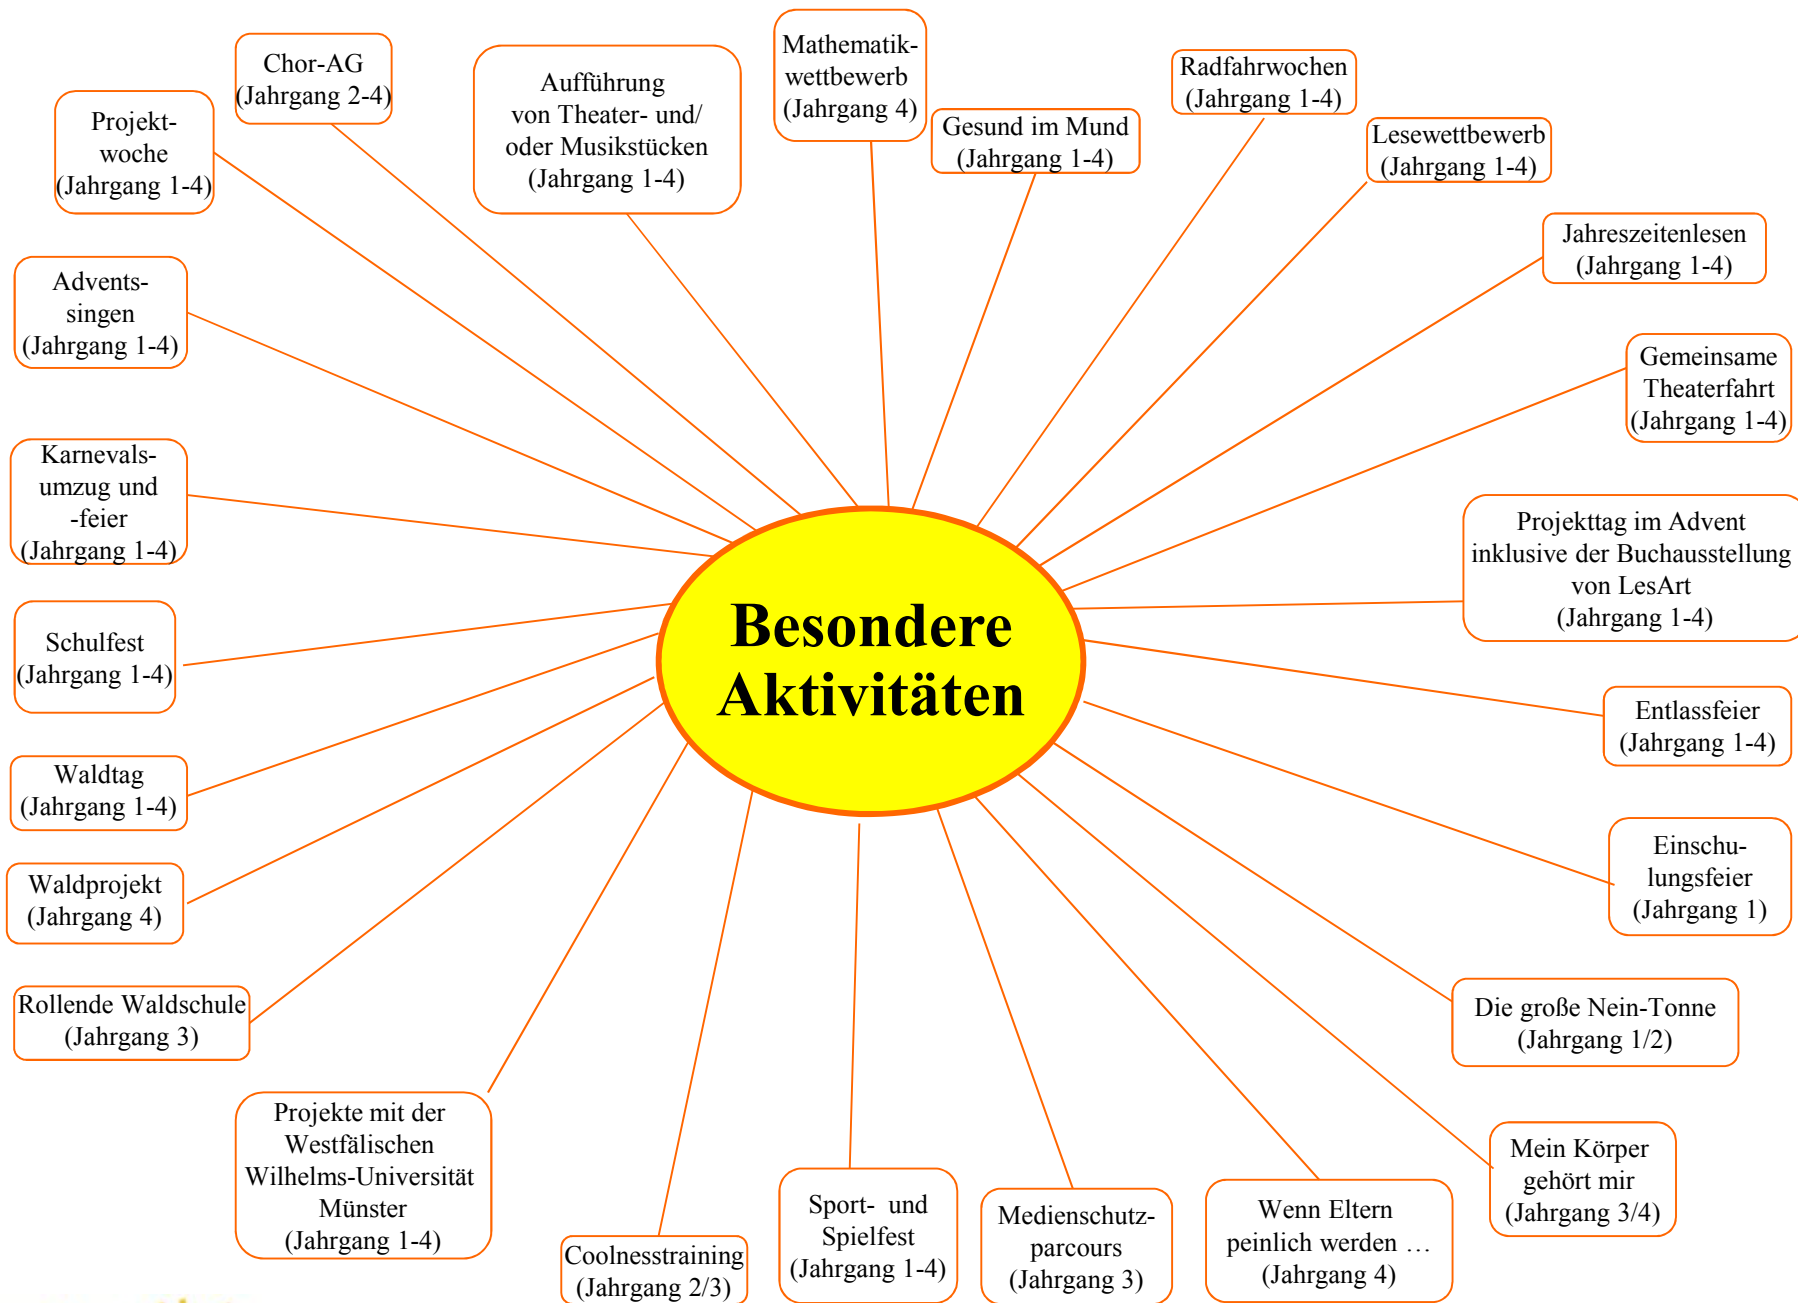 Besondere
Aktivitäten
Chor-AG
(Jahrgang 2-4)
Aufführung
von Theater- und/
oder Musikstücken
(Jahrgang 1-4)
Mathematik-
wettbewerb
(Jahrgang 4)
Gesund im Mund
(Jahrgang 1-4)
Radfahrwochen
(Jahrgang 1-4)
Lesewettbewerb
(Jahrgang 1-4)
Jahreszeitenlesen
(Jahrgang 1-4)
Gemeinsame
Theaterfahrt
(Jahrgang 1-4)
Projekttag im Advent
inklusive der Buchausstellung
von LesArt
(Jahrgang 1-4)
Entlassfeier
(Jahrgang 1-4)
Einschu-
lungsfeier
(Jahrgang 1)
Die große Nein-Tonne
(Jahrgang 1/2)
Mein Körper
gehört mir
(Jahrgang 3/4)
Wenn Eltern
peinlich werden …
(Jahrgang 4)
Medienschutz-
parcours
(Jahrgang 3)
Sport- und
Spielfest
(Jahrgang 1-4)
Coolnesstraining
(Jahrgang 2/3)
Projekte mit der
Westfälischen
Wilhelms-Universität
Münster
(Jahrgang 1-4)
Rollende Waldschule
(Jahrgang 3)
Waldprojekt
(Jahrgang 4)
Waldtag
(Jahrgang 1-4)
Schulfest
(Jahrgang 1-4)
Karnevals-
umzug und
-feier
(Jahrgang 1-4)
Advents-
singen
(Jahrgang 1-4)
Projekt-
woche
(Jahrgang 1-4)